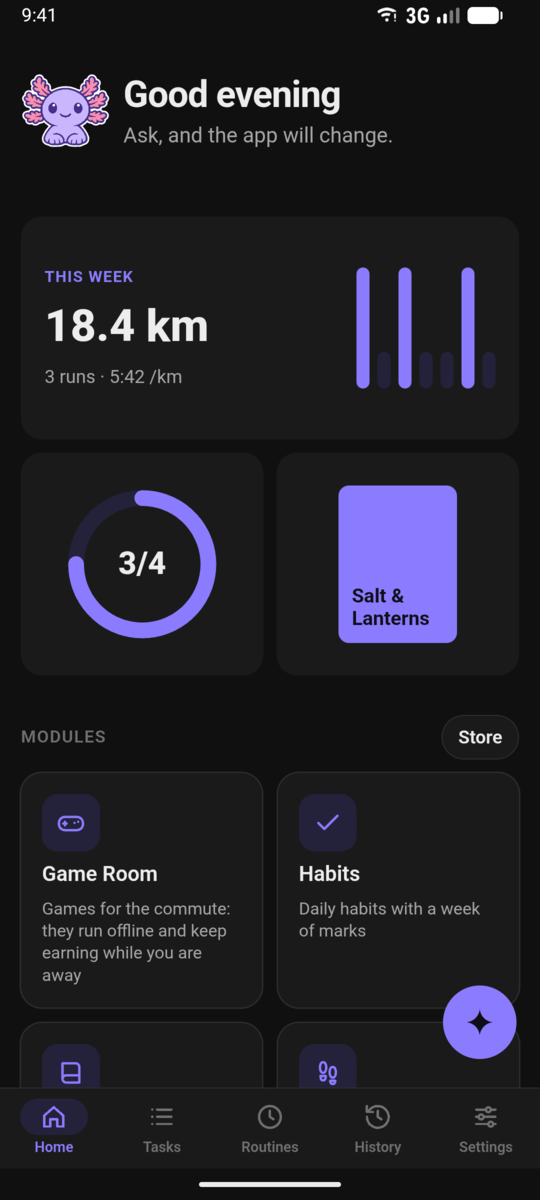 9:41
3G
Good evening
Ask, and the app will change.
THIS WEEK
18.4 km
3 runs · 5:42 /km
3/4
Salt &
Lanterns
MODULES
Store
Game Room
Games for the commute:
they run offline and keep
earning while you are
away
Habits
Daily habits with a week
of marks
Home
Tasks
Routines
History
Settings